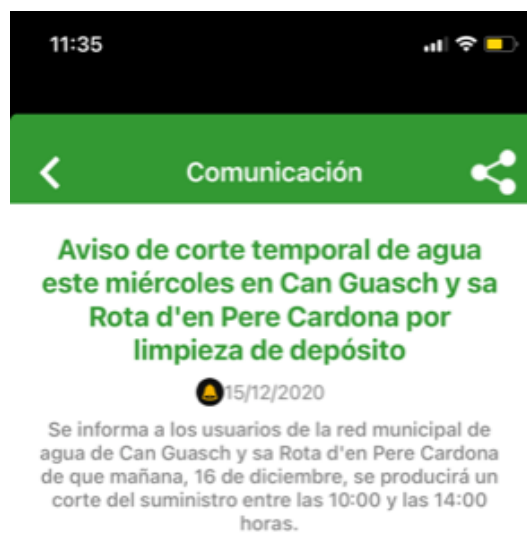 11:35
Comunicación
Aviso de corte temporal de agua
este miércoles en Can Guasch y sa
Rota d'en Pere Cardona por
limpieza de depósito
15/12/2020
Se informa a los usuarios de la red municipal de
agua de Can Guasch y sa Rota d'en Pere Cardona
de que mañana, 16 de diciembre, se producirá un
corte del suministro entre las 10:00 y las 14:00
horas.